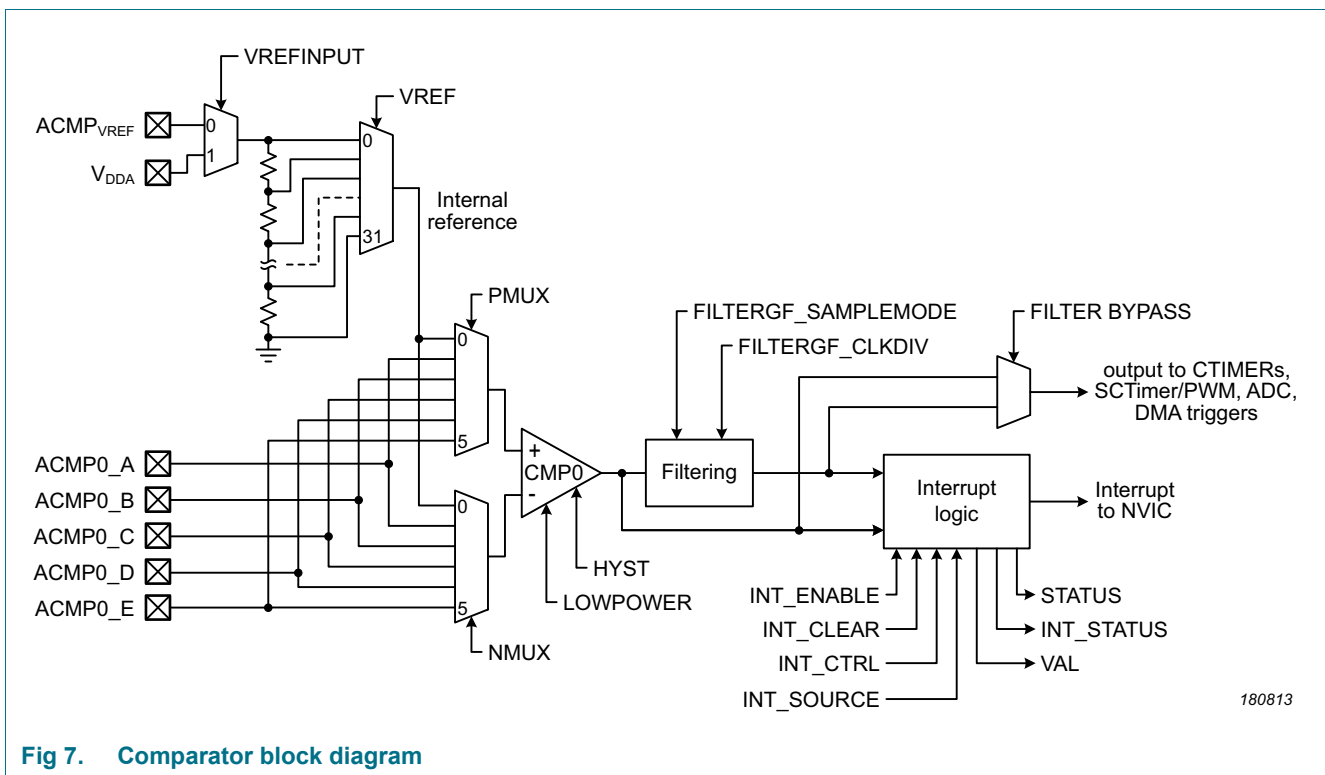 VREFINPUT
VREF
ACMPVREF
0
VDDA
1
0
31
Internal
reference
PMUX
0
5
FILTERGF_SAMPLEMODE
FILTERGF_CLKDIV
FILTER BYPASS
output to CTIMERs,
SCTimer/PWM, ADC,
DMA triggers
ACMP0_A
ACMP0_B
ACMP0_C
ACMP0_D
ACMP0_E
+
CMP0
-
0
5
NMUX
HYST
LOWPOWER
Filtering
Interrupt
logic
Interrupt
to NVIC
INT_ENABLE
INT_CLEAR
INT_CTRL
INT_SOURCE
STATUS
INT_STATUS
VAL
180813
Fig 7. Comparator block diagram